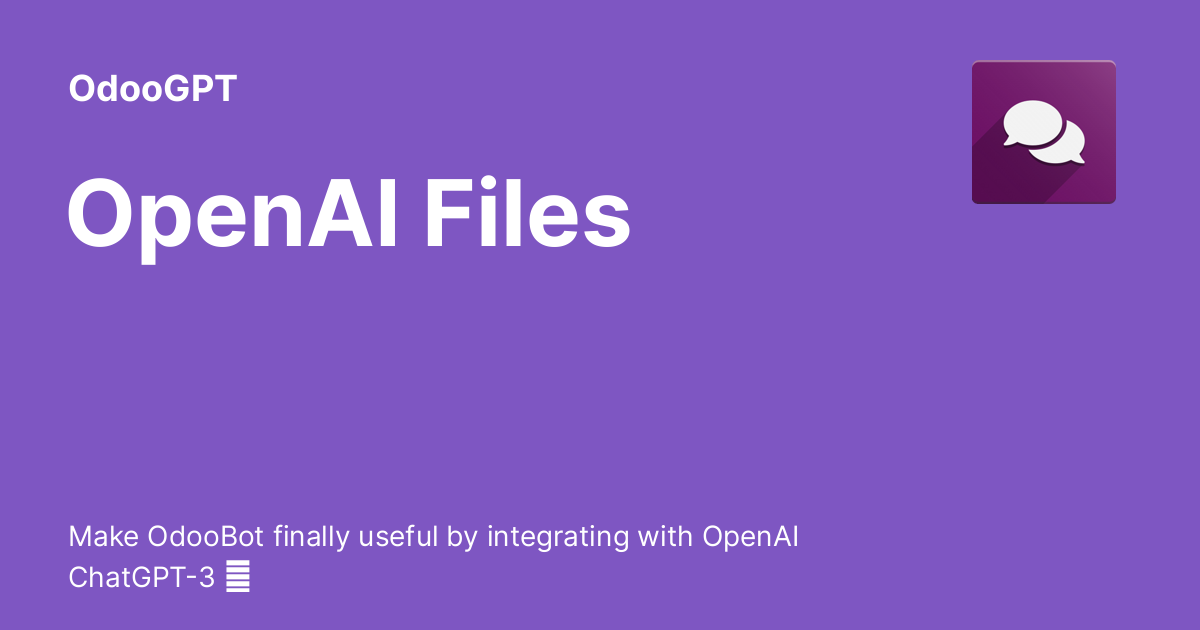 OdooGPT
OpenAI Files
Make OdooBot finally useful by integrating with OpenAI
ChatGPT-3